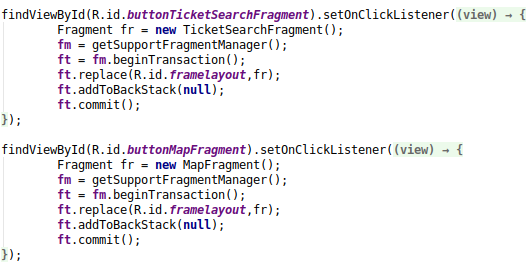 findViewById(R.id.buttonTicketSearchFragment).setOnClickListener((view) → {
        Fragment fr = new TicketSearchFragment();
        fm = getSupportFragmentManager();
        ft = fm.beginTransaction();
        ft.replace(R.id.framelayout,fr);
        ft.addToBackStack(null);
        ft.commit();
});
findViewById(R.id.buttonMapFragment).setOnClickListener((view) → {
        Fragment fr = new MapFragment();
        fm = getSupportFragmentManager();
        ft = fm.beginTransaction();
        ft.replace(R.id.framelayout,fr);
        ft.addToBackStack(null);
        ft.commit();
});